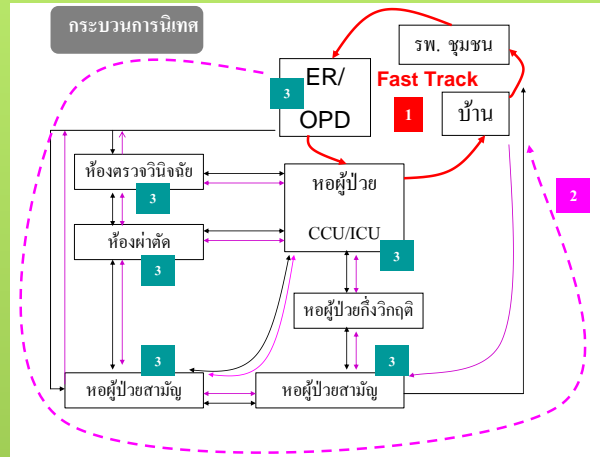 กระบวนการนิเทศ
รพ. ชุมชน
3
ER/
OPD
Fast Track
1
บ้าน
ห้องตรวจวินิจฉัย
3
หอผู้ป่วย
CCU/ICU
3
2
ห้องผ่าตัด
3
หอผู้ป่วยกึ่งวิกฤติ
3
หอผู้ป่วยสามัญ
3
หอผู้ป่วยสามัญ